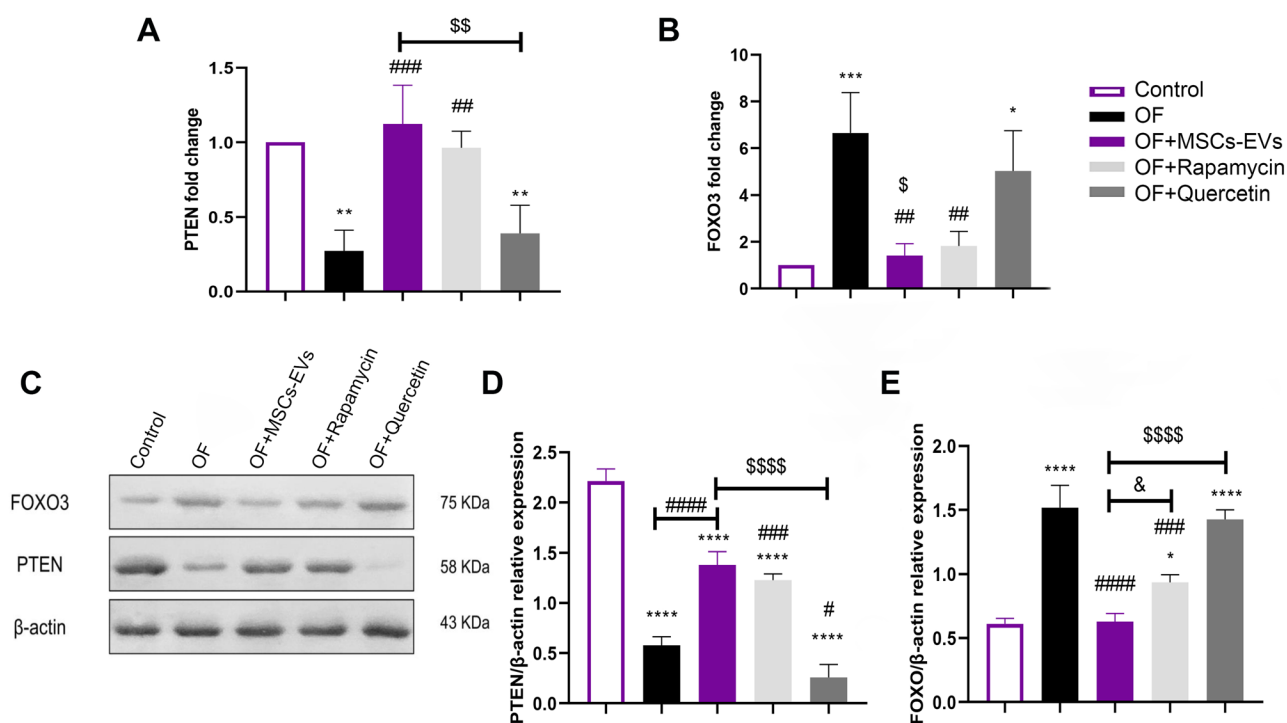 A
$$
###
##
**
**
PTEN fold change
1.5
1.0
0.5
0.0
B
***
*
$
##
##
FOXO3 fold change
10
8
6
4
2
0
Control
OF
OF+MSCs-EVs
OF+Rapamycin
OF+Quercetin
C
Control
OF
OF+MSCs-EVs
OF+Rapamycin
OF+Quercetin
FOXO3
75 KDa
PTEN
58 KDa
β-actin
43 KDa
D
$$$$
####
****
###
****
****
#
****
PTEN/β-actin relative expression
2.5
2.0
1.5
1.0
0.5
0.0
E
$$$$
****
&
****
###
*
####
FOXO/β-actin relative expression
2.0
1.5
1.0
0.5
0.0